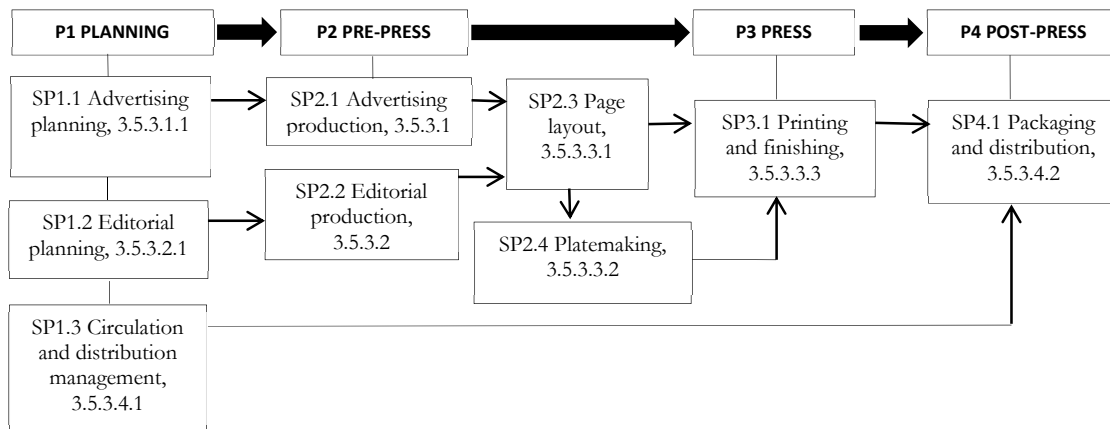 P1 PLANNING
P2 PRE-PRESS
P3 PRESS
P4 POST-PRESS
SP1.1 Advertising
planning, 3.5.3.1.1
SP2.1 Advertising
production, 3.5.3.1
SP2.3 Page
layout,
3.5.3.3.1
SP3.1 Printing
and finishing,
3.5.3.3.3
SP4.1 Packaging
and distribution,
3.5.3.4.2
SP1.2 Editorial
planning, 3.5.3.2.1
SP2.2 Editorial
production,
3.5.3.2
SP2.4 Platemaking,
3.5.3.3.2
SP1.3 Circulation
and distribution
management,
3.5.3.4.1